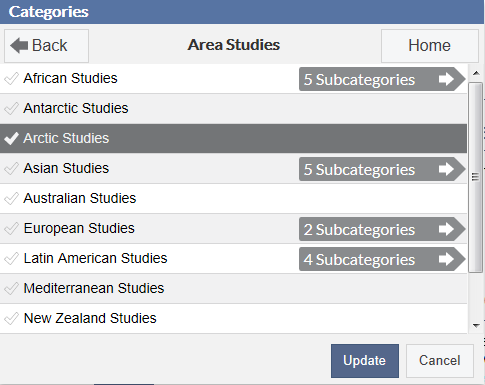 Categories
Back
Area Studies
Home
African Studies
5 Subcategories
Antarctic Studies
Arctic Studies
Asian Studies
5 Subcategories
Australian Studies
European Studies
2 Subcategories
Latin American Studies
4 Subcategories
Mediterranean Studies
New Zealand Studies
Update
Cancel